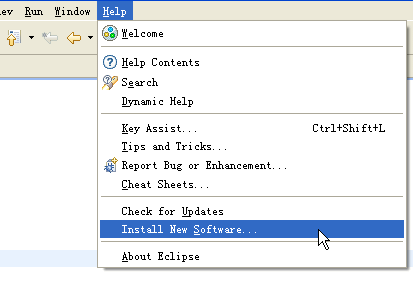 ev Run Window Help
Welcome
Help Contents
Search
Dynamic Help
Key Assist... Ctrl+Shift+L
Tips and Tricks...
Report Bug or Enhancement...
Cheat Sheets...
Check for Updates
Install New Software...
About Eclipse